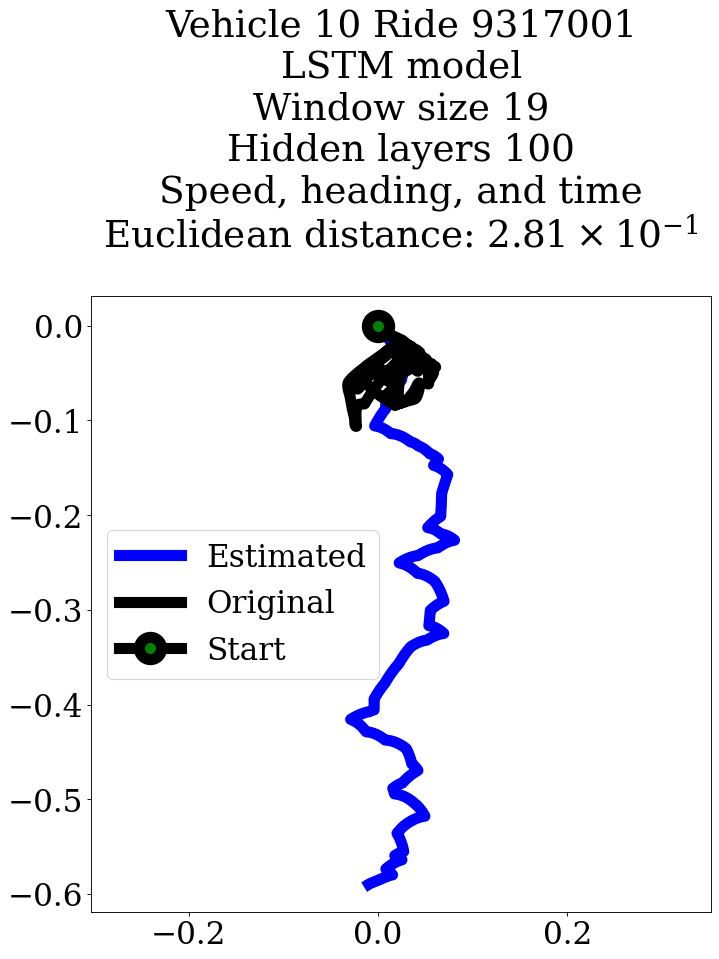 Vehicle 10 Ride 9317001
LSTM model
Window size 19
Hidden layers 100
Speed, heading, and time
Euclidean distance: 2.81 × 10⁻¹
0.0
−0.1
−0.2
−0.3
−0.4
−0.5
−0.6
Estimated
Original
Start
−0.2 0.0 0.2